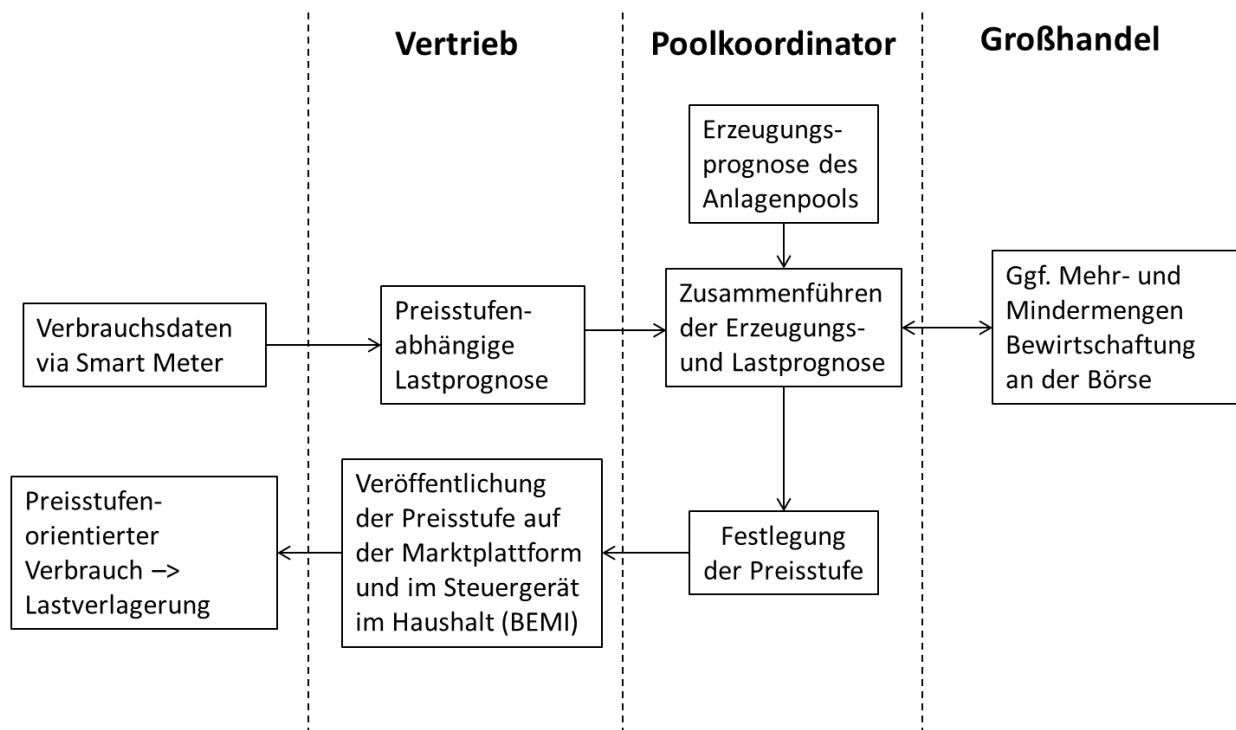 Vertrieb
Poolkoordinator
Großhandel
Erzeugungs-
prognose des
Anlagenpools
Verbrauchsdaten
via Smart Meter
Preisstufen-
abhängige
Lastprognose
Zusammenführen
der Erzeugungs-
und Lastprognose
Ggf. Mehr- und
Mindermengen
Bewirtschaftung
an der Börse
Preisstufen-
orientierter
Verbrauch –>
Lastverlagerung
Veröffentlichung
der Preisstufe auf
der Marktplattform
und im Steuergerät
im Haushalt (BEMI)
Festlegung
der Preisstufe